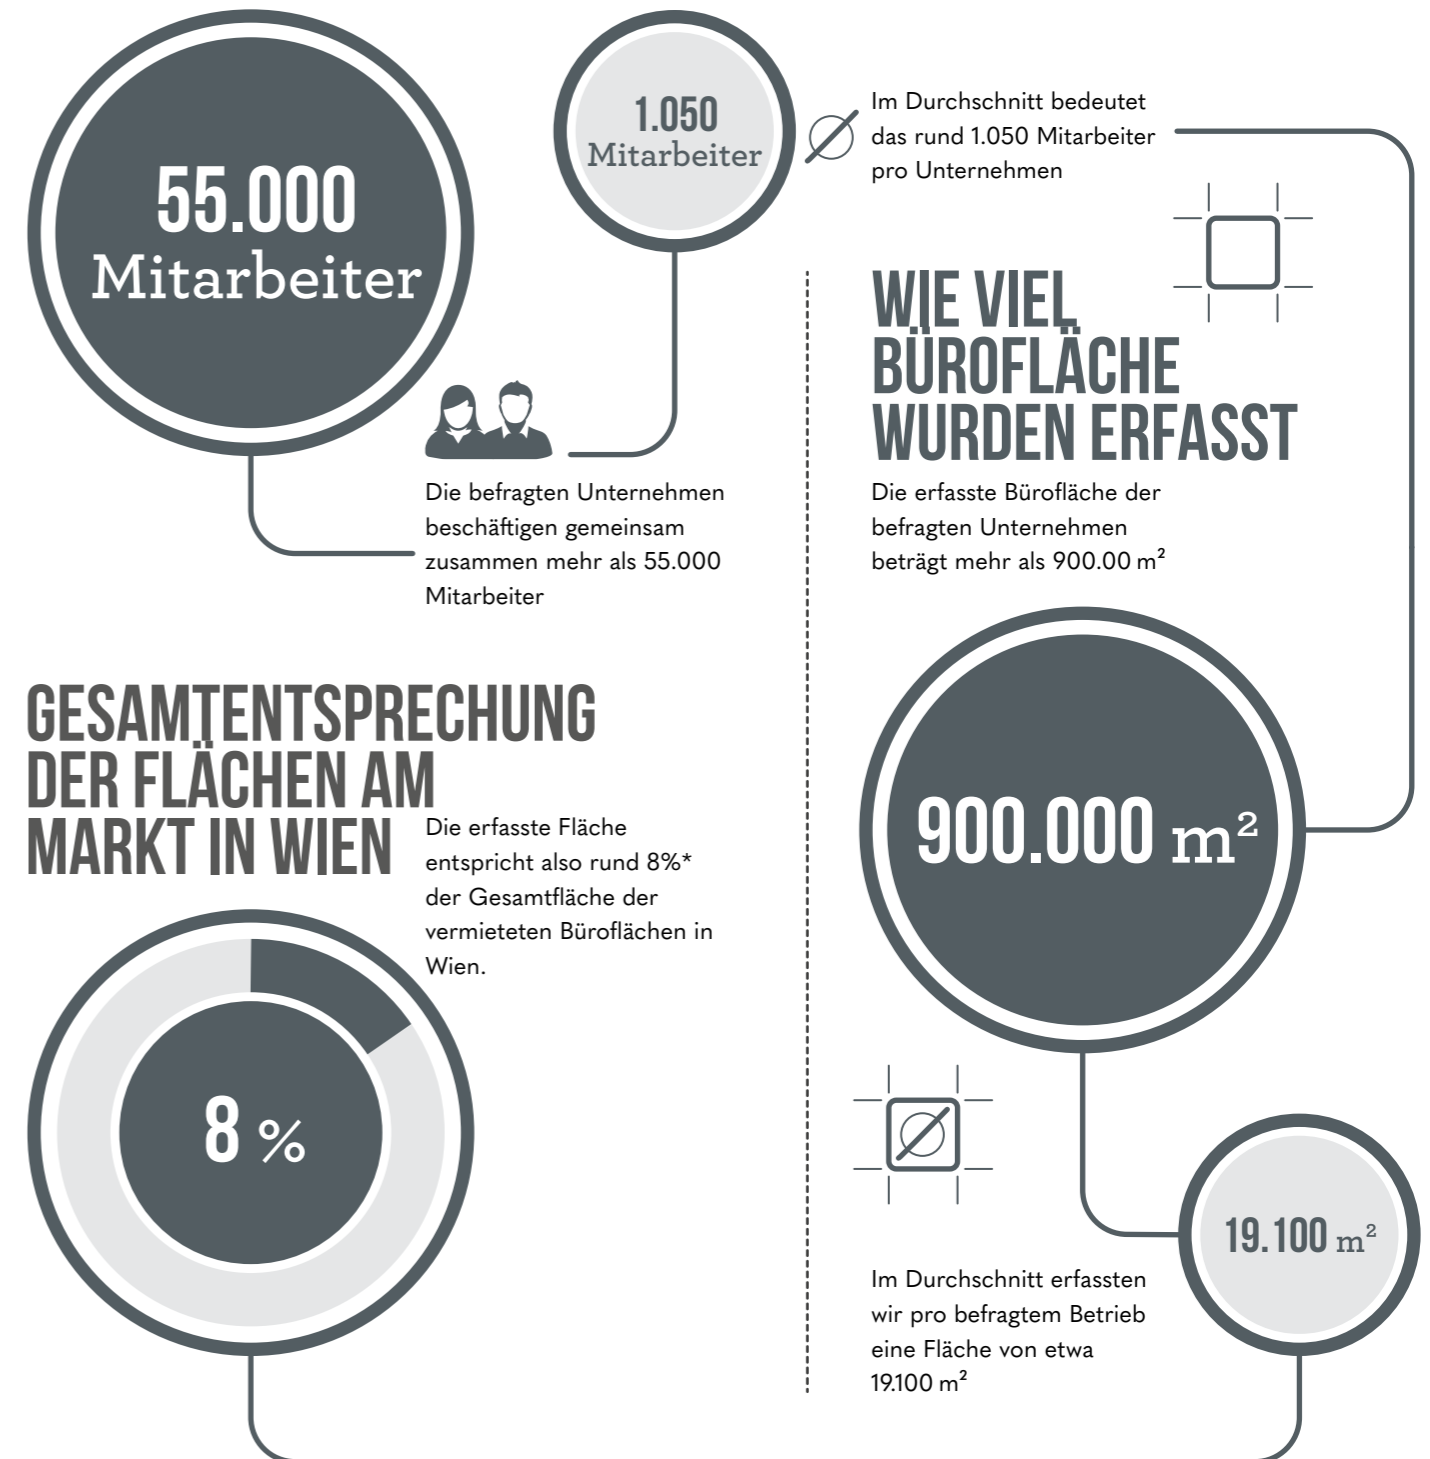 55.000
Mitarbeiter
1.050
Mitarbeiter
Im Durchschnitt bedeutet
das rund 1.050 Mitarbeiter
pro Unternehmen
Die befragten Unternehmen
beschäftigen gemeinsam
zusammen mehr als 55.000
Mitarbeiter
GESAMTENTSPRECHUNG
DER FLÄCHEN AM
MARKT IN WIEN
Die erfasste Fläche
entspricht also rund 8%*
der Gesamtfläche der
vermieteten Büroflächen in
Wien.
8 %
WIE VIEL
BÜROFLÄCHE
WURDEN ERFASST
Die erfasste Bürofläche der
befragten Unternehmen
beträgt mehr als 900.00 m²
900.000 m²
19.100 m²
Im Durchschnitt erfassten
wir pro befragtem Betrieb
eine Fläche von etwa
19.100 m²